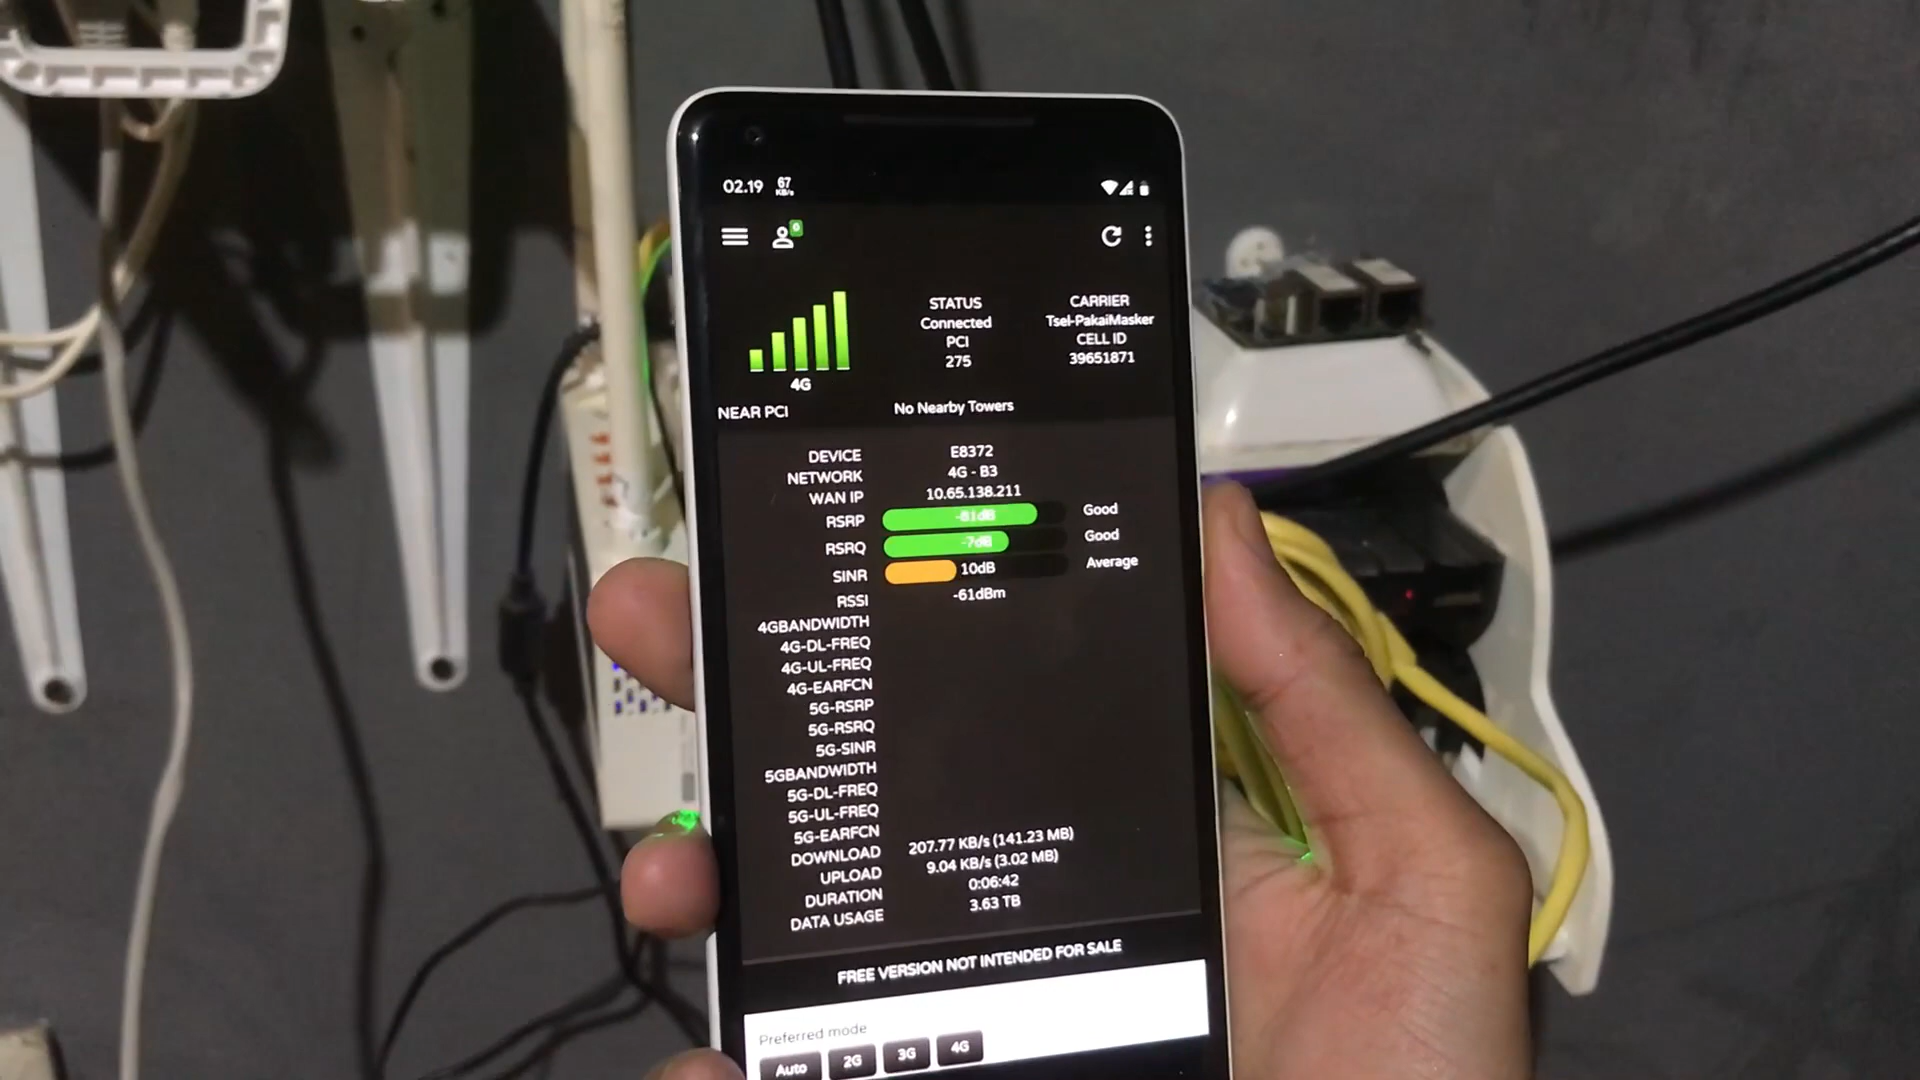 02.19 67 KB/s
STATUS
Connected
PCI
275
CARRIER
Tsel-PakaiMasker
CELL ID
39651871
4G
NEAR PCI No Nearby Towers
DEVICE E8372
NETWORK 4G - B3
WAN IP 10.65.138.211
RSRP -81dB Good
RSRQ -7dB Good
SINR 10dB Average
RSSI -61dBm
4GBANDWIDTH
4G-DL-FREQ
4G-UL-FREQ
4G-EARFCN
5G-RSRP
5G-RSRQ
5G-SINR
5GBANDWIDTH
5G-DL-FREQ
5G-UL-FREQ
5G-EARFCN
DOWNLOAD 207.77 KB/s (141.23 MB)
UPLOAD 9.04 KB/s (3.02 MB)
DURATION 0:06:42
DATA USAGE 3.63 TB
FREE VERSION NOT INTENDED FOR SALE
Preferred mode
Auto 2G 3G 4G